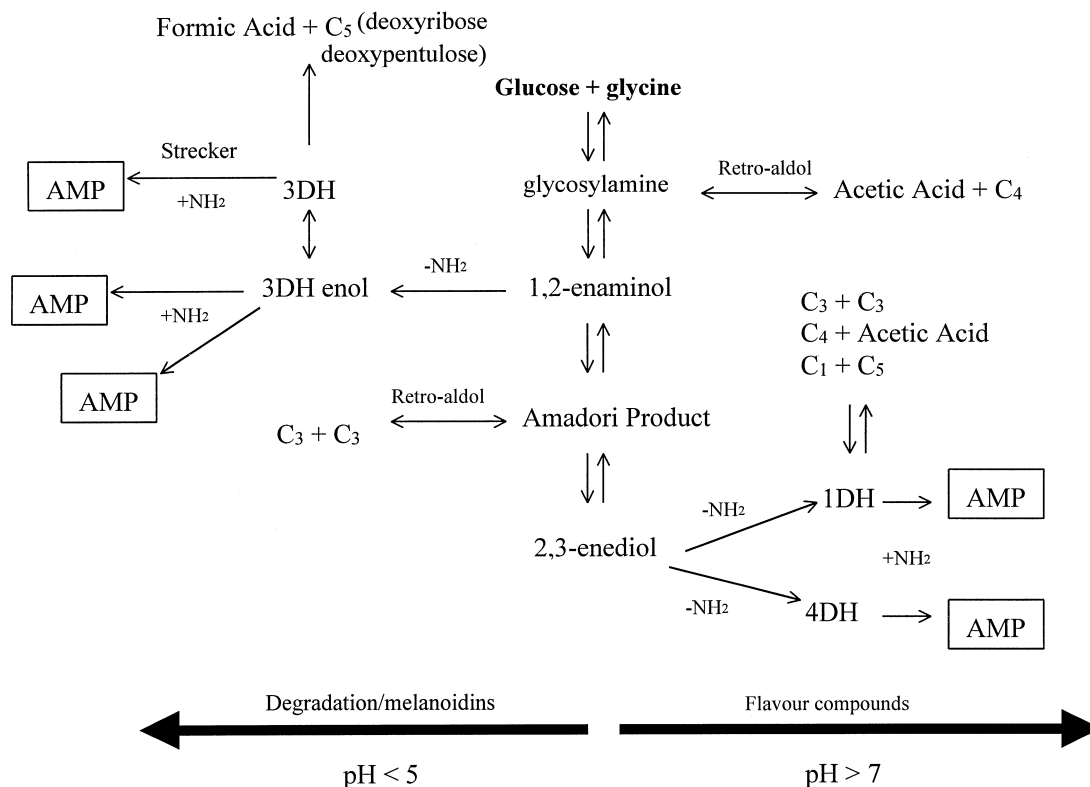 Formic Acid + C₅ (deoxyribose
deoxypentulose)
Glucose + glycine
Strecker
AMP
+NH₂
3DH
glycosylamine
Retro-aldol
Acetic Acid + C₄
-NH₂
AMP
+NH₂
3DH enol
1,2-enaminol
C₃ + C₃
C₄ + Acetic Acid
C₁ + C₅
AMP
Retro-aldol
C₃ + C₃
Amadori Product
-NH₂
1DH
AMP
2,3-enediol
+NH₂
-NH₂
4DH
AMP
Degradation/melanoidins
Flavour compounds
pH < 5
pH > 7